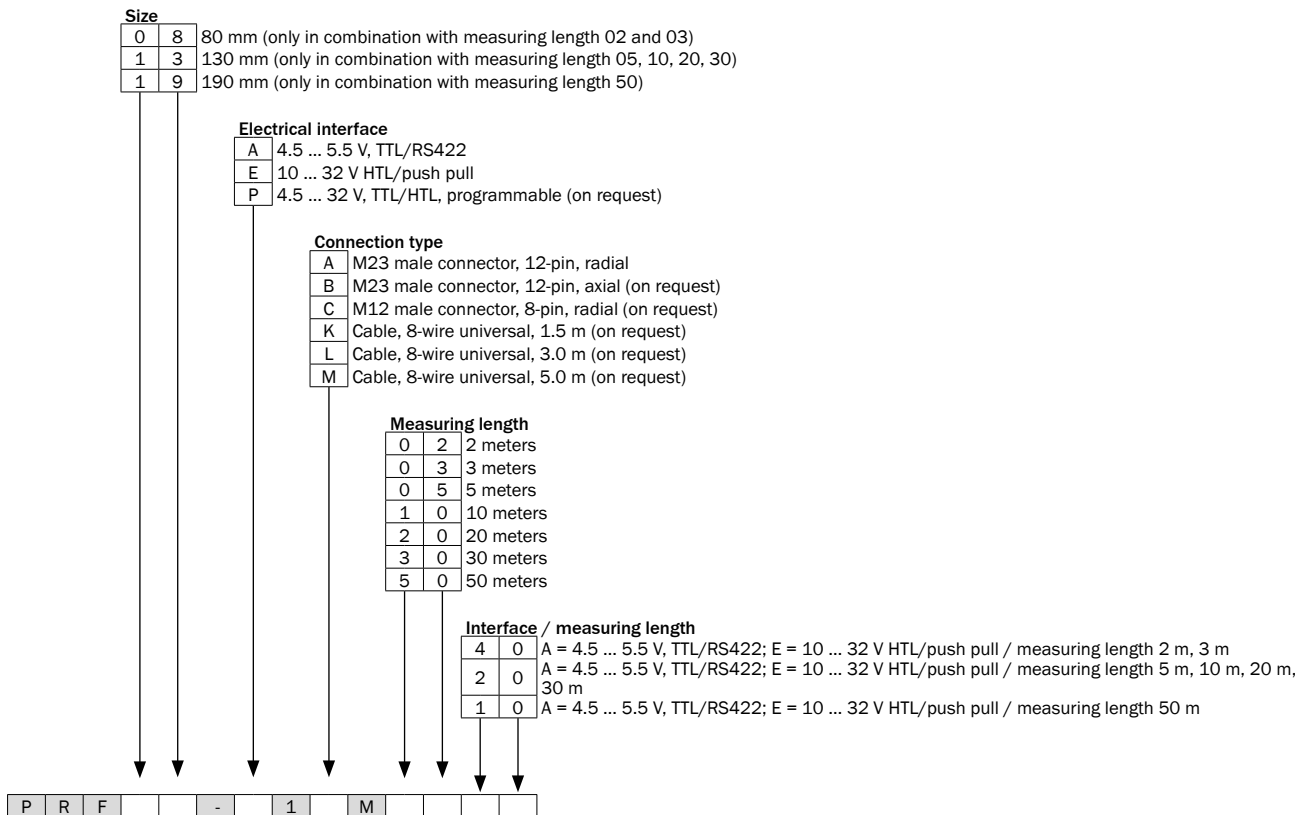 Size
0 8 80 mm (only in combination with measuring length 02 and 03)
1 3 130 mm (only in combination with measuring length 05, 10, 20, 30)
1 9 190 mm (only in combination with measuring length 50)
Electrical interface
A 4.5 ... 5.5 V, TTL/RS422
E 10 ... 32 V HTL/push pull
P 4.5 ... 32 V, TTL/HTL, programmable (on request)
Connection type
A M23 male connector, 12-pin, radial
B M23 male connector, 12-pin, axial (on request)
C M12 male connector, 8-pin, radial (on request)
K Cable, 8-wire universal, 1.5 m (on request)
L Cable, 8-wire universal, 3.0 m (on request)
M Cable, 8-wire universal, 5.0 m (on request)
Measuring length
0 2 2 meters
0 3 3 meters
0 5 5 meters
1 0 10 meters
2 0 20 meters
3 0 30 meters
5 0 50 meters
Interface / measuring length
4 0 A = 4.5 ... 5.5 V, TTL/RS422; E = 10 ... 32 V HTL/push pull / measuring length 2 m, 3 m
2 0 A = 4.5 ... 5.5 V, TTL/RS422; E = 10 ... 32 V HTL/push pull / measuring length 5 m, 10 m, 20 m,
30 m
1 0 A = 4.5 ... 5.5 V, TTL/RS422; E = 10 ... 32 V HTL/push pull / measuring length 50 m
P R F - 1 M